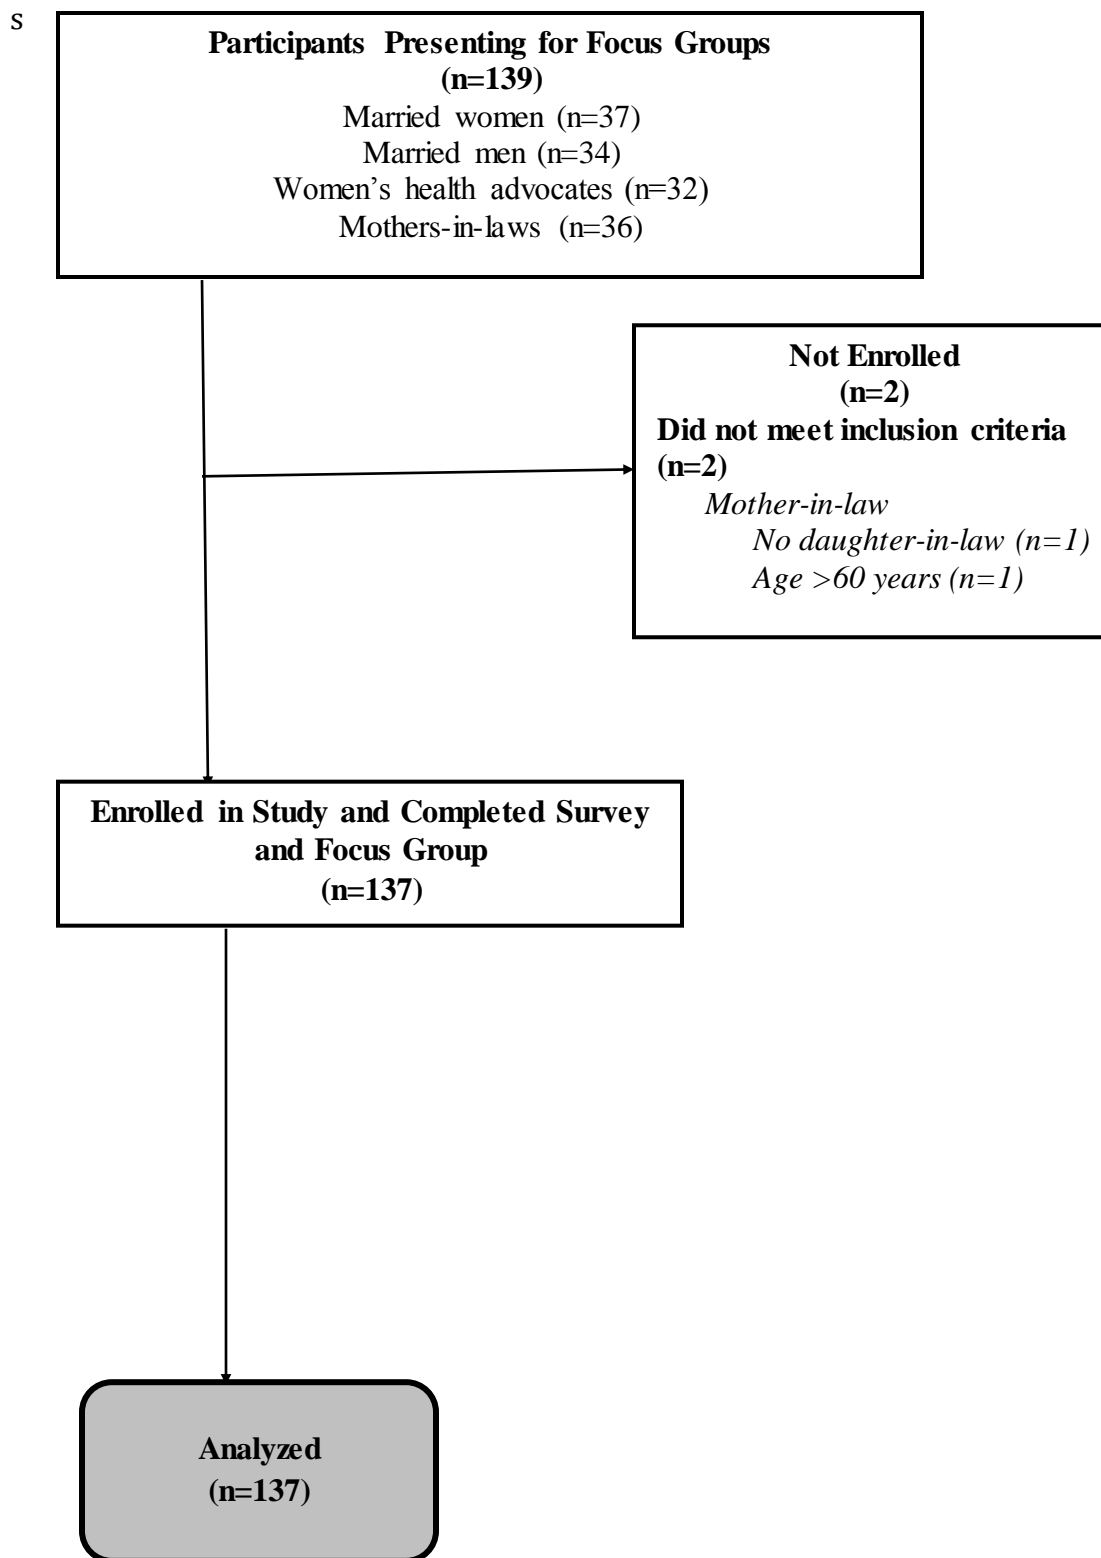 s
Participants Presenting for Focus Groups
(n=139)
Married women (n=37)
Married men (n=34)
Women’s health advocates (n=32)
Mothers-in-laws (n=36)
Not Enrolled
(n=2)
Did not meet inclusion criteria
(n=2)
Mother-in-law
No daughter-in-law (n=1)
Age >60 years (n=1)
Enrolled in Study and Completed Survey
and Focus Group
(n=137)
Analyzed
(n=137)